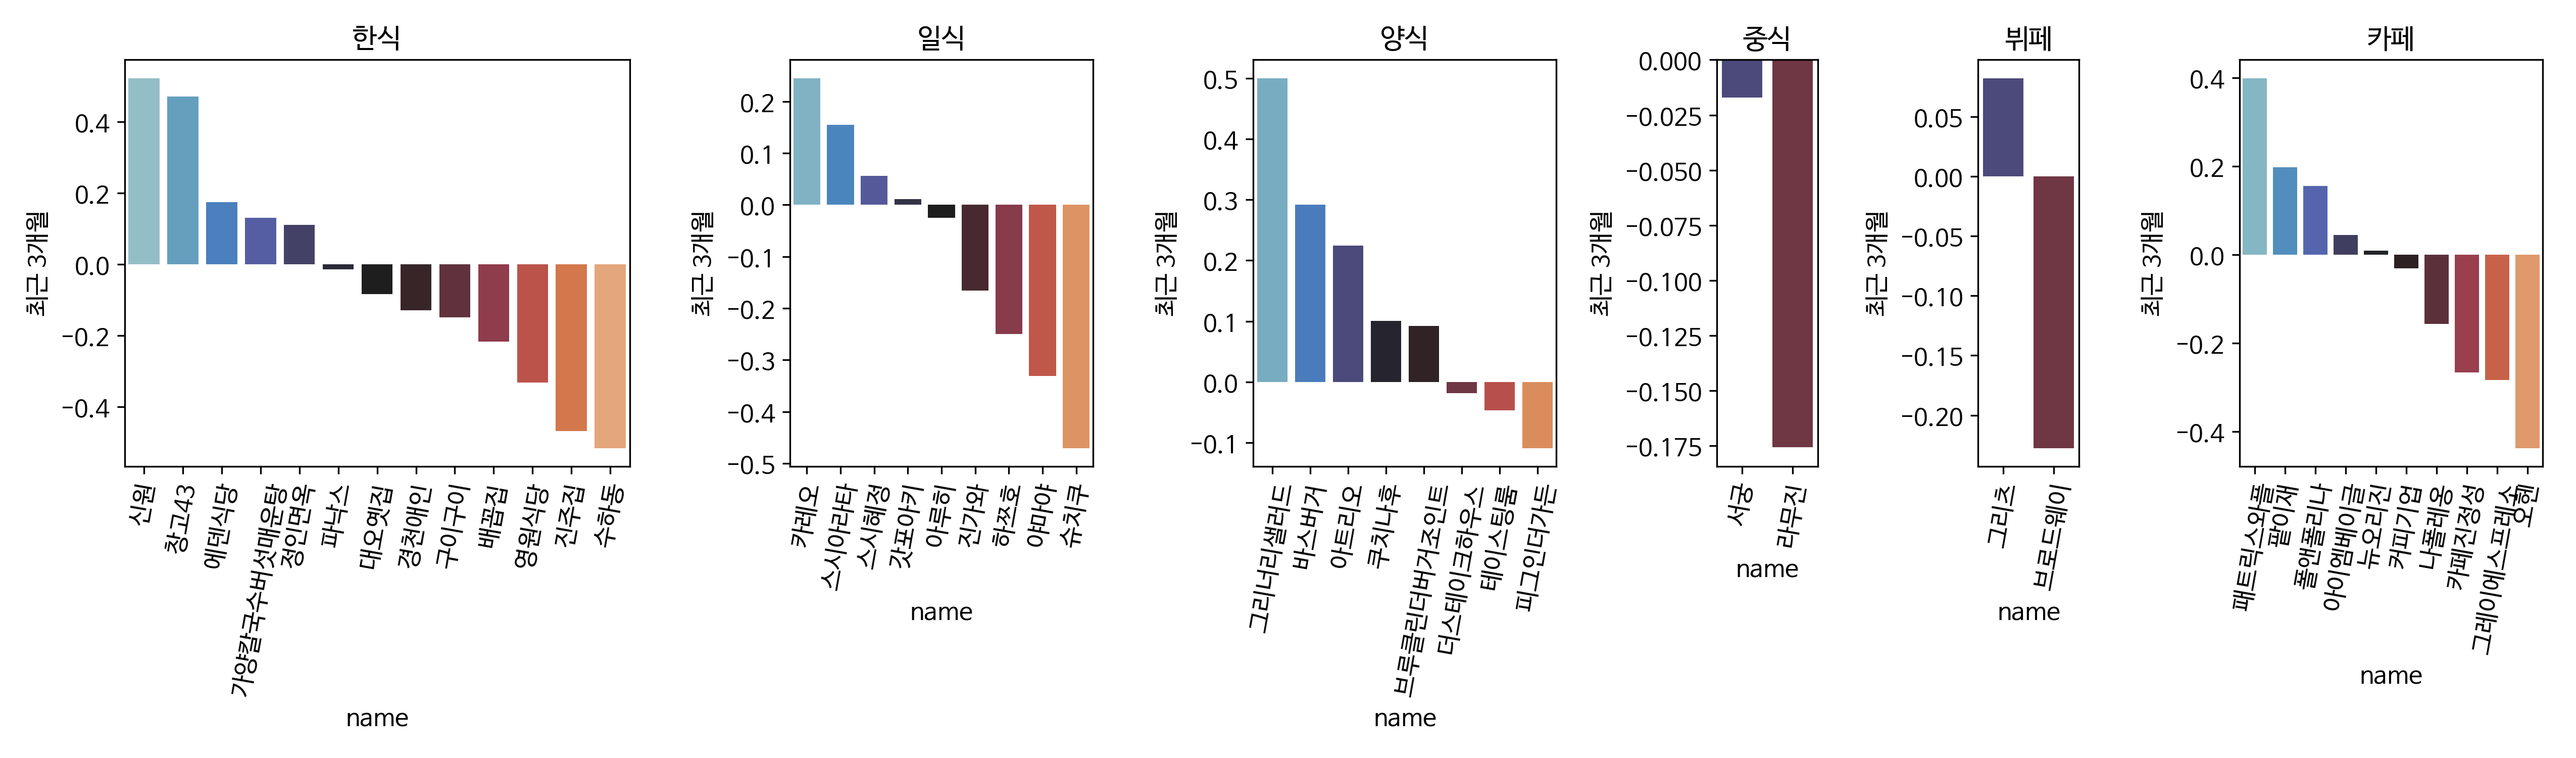 한식
0.4
0.2
0.0
−0.2
−0.4
최근 3개월
신원
창고43
에덴식당
가양칼국수버섯매운탕
정인면옥
파낙스
대오옛집
경천애인
구이구이
배꼽집
영원식당
진주집
수하동
name
일식
0.2
0.1
0.0
−0.1
−0.2
−0.3
−0.4
−0.5
최근 3개월
카레오
스시아라타
스시혜정
갓포아키
아루히
진가와
하쯔호
야마야
슈치쿠
name
양식
0.5
0.4
0.3
0.2
0.1
0.0
−0.1
최근 3개월
그리너리샐러드
바스버거
아트리오
쿠치나후
브루클린더버거조인트
더스테이크하우스
테이스팅룸
피그인더가든
name
중식
0.000
−0.025
−0.050
−0.075
−0.100
−0.125
−0.150
−0.175
최근 3개월
서궁
라무진
name
뷔페
0.05
0.00
−0.05
−0.10
−0.15
−0.20
최근 3개월
그리츠
브로드웨이
name
카페
0.4
0.2
0.0
−0.2
−0.4
최근 3개월
패트릭스와플
팥이재
폴앤폴리나
아이엠베이글
뉴오리진
커피기업
나폴레옹
카페진정성
그레이에스프레소
오헨
name